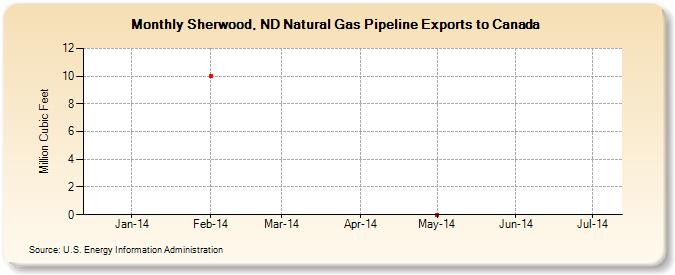 Monthly Sherwood, ND Natural Gas Pipeline Exports to Canada
Million Cubic Feet
12
10
8
6
4
2
0
Jan-14 Feb-14 Mar-14 Apr-14 May-14 Jun-14 Jul-14
Source: U.S. Energy Information Administration